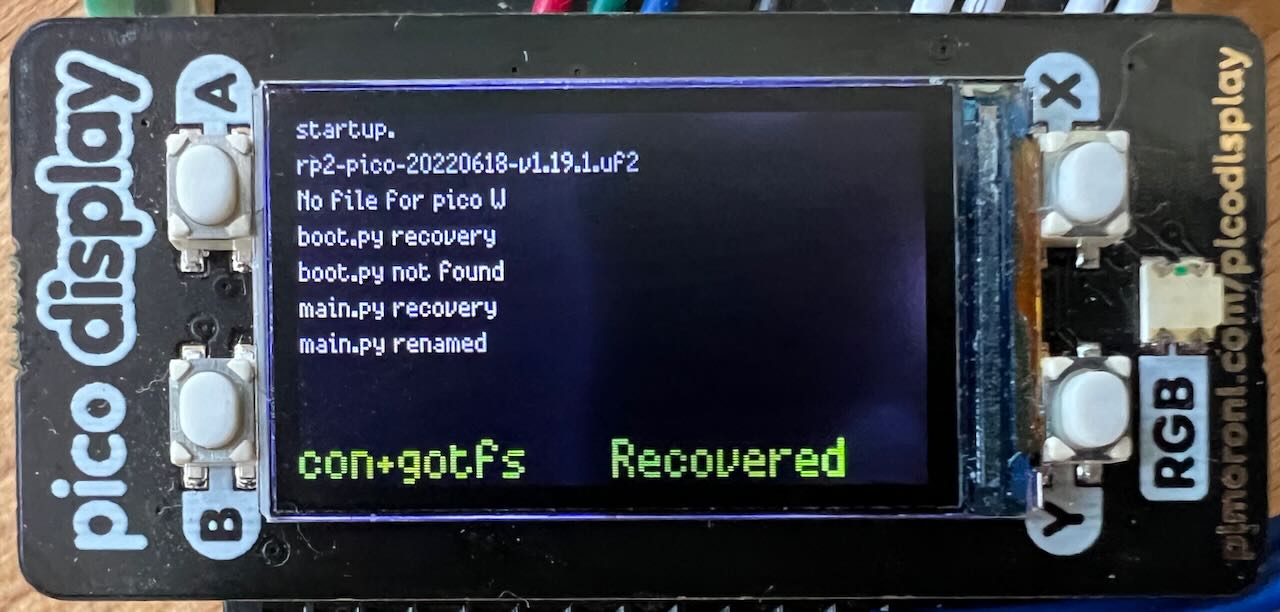 pico display
A
B
startup.
rp2-pico-20220618-v1.19.1.uf2
No file for pico W
boot.py recovery
boot.py not found
main.py recovery
main.py renamed
con+gotfs Recovered
X
Y
RGB
pimoroni.com/picodisplay